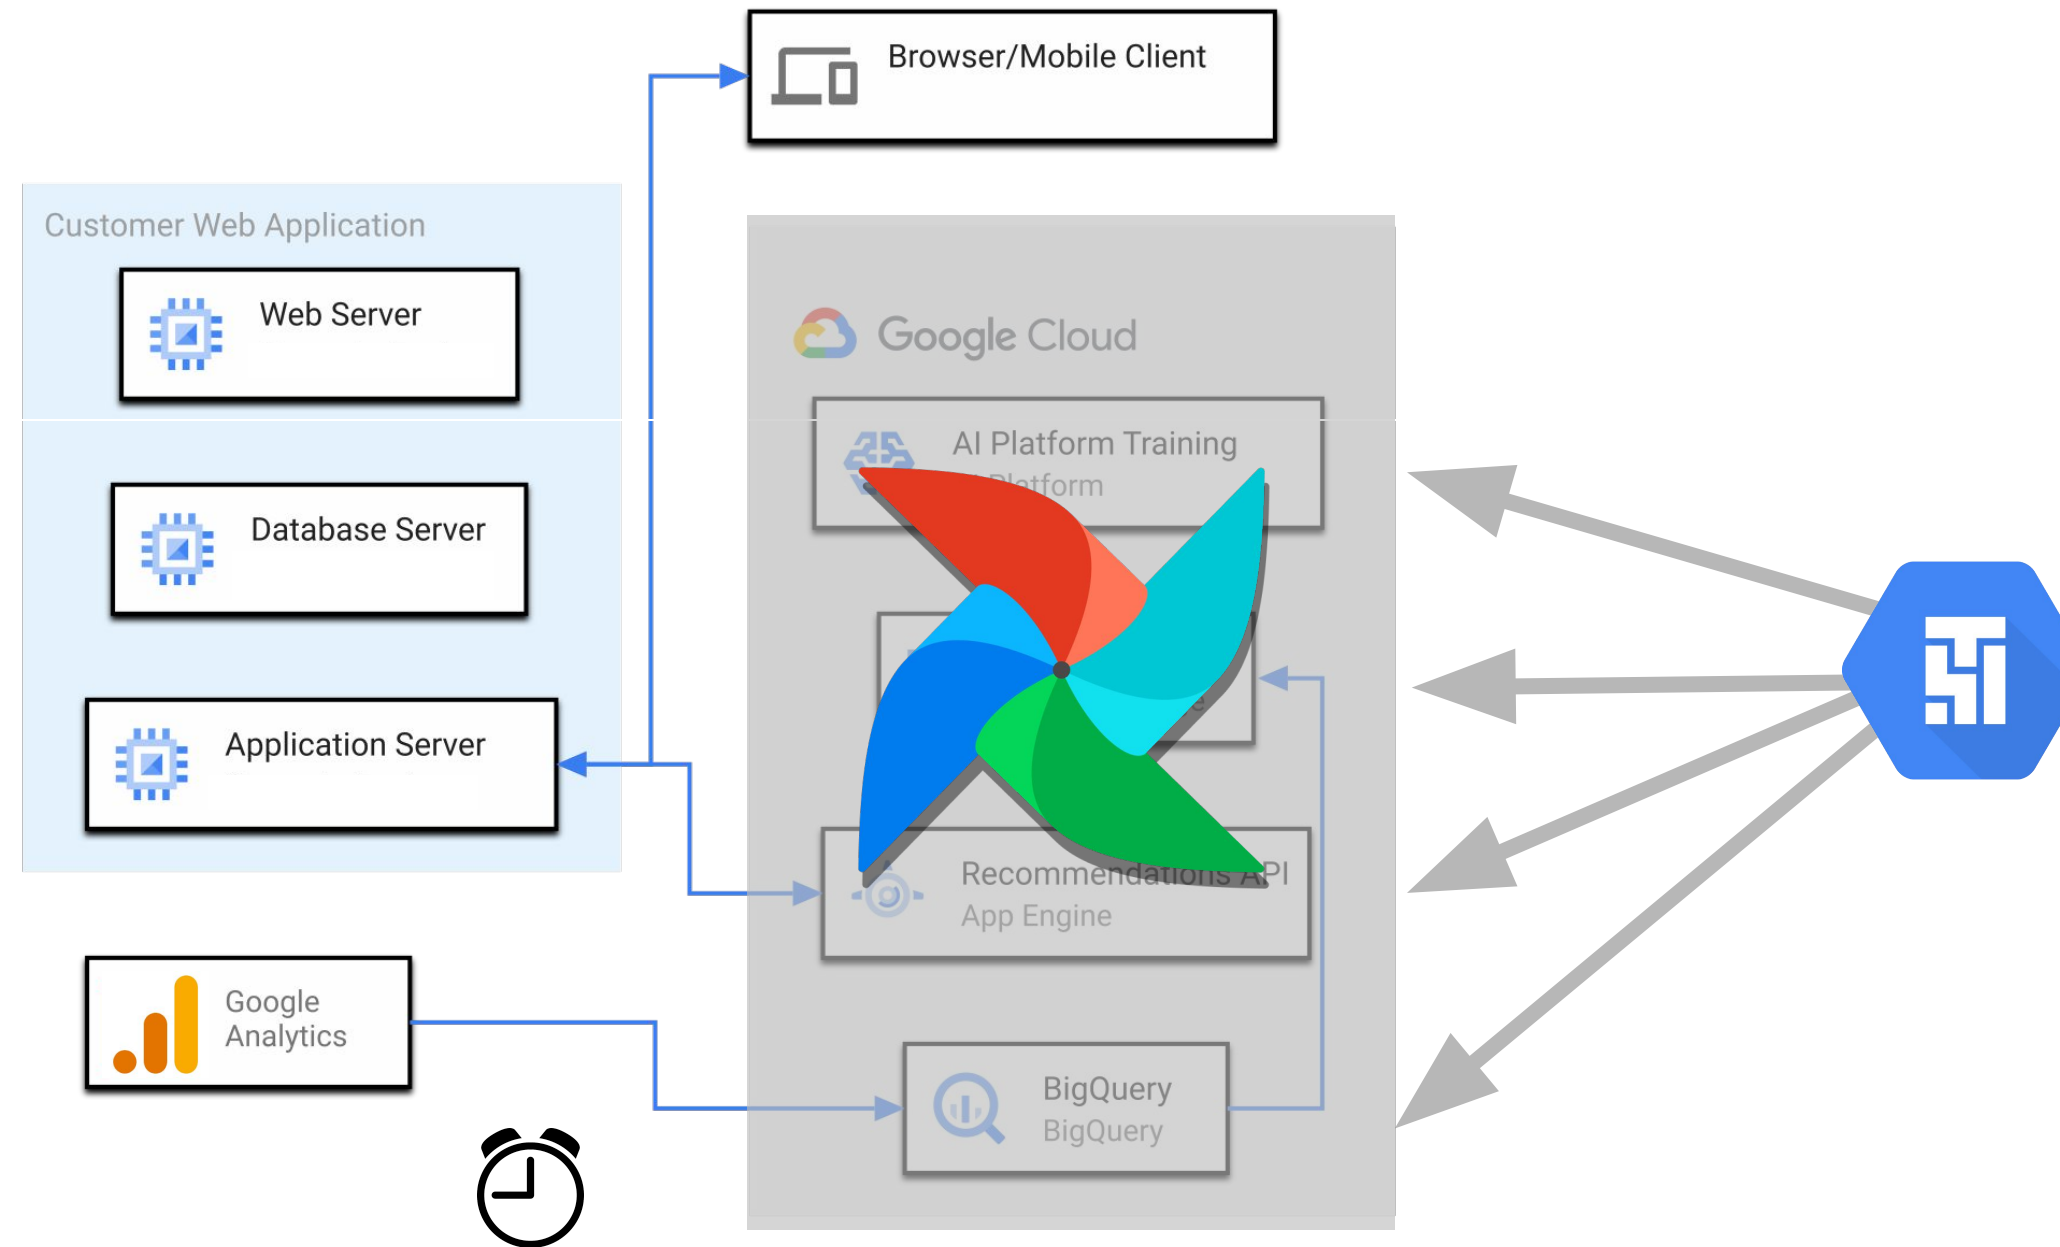 Browser/Mobile Client
Customer Web Application
Web Server
Database Server
Application Server
Google
Analytics
Google Cloud
AI Platform Training
Platform
Recommendations API
App Engine
BigQuery
BigQuery